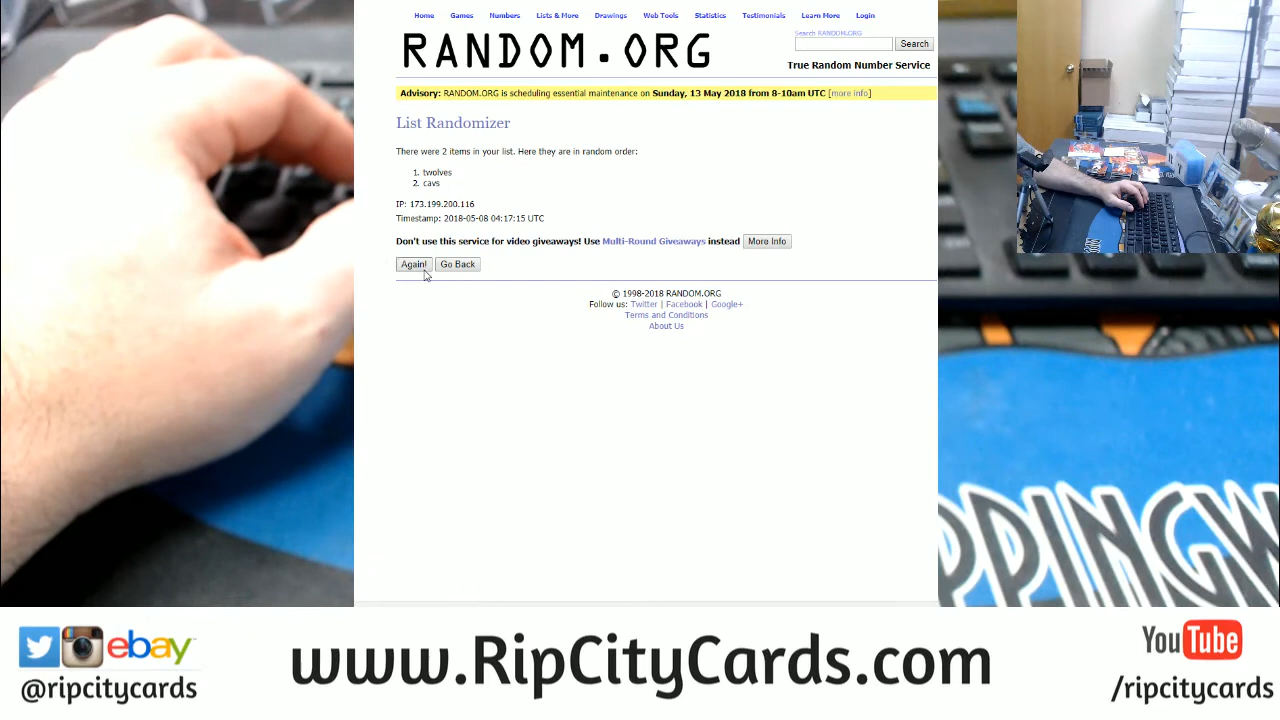 Home Games Numbers Lists & More Drawings Web Tools Statistics Testimonials Learn More Login
RANDOM.ORG
Search RANDOM.ORG
Search
True Random Number Service
Advisory: RANDOM.ORG is scheduling essential maintenance on Sunday, 13 May 2018 from 8-10am UTC [more info]
List Randomizer
There were 2 items in your list. Here they are in random order:
1. twolves
2. cavs
IP: 173.199.200.116
Timestamp: 2018-05-08 04:17:15 UTC
Don't use this service for video giveaways! Use Multi-Round Giveaways instead More Info
Again! Go Back
© 1998-2018 RANDOM.ORG
Follow us: Twitter | Facebook | Google+
Terms and Conditions
About Us
PPINGW
ebay
@ripcitycards
www.RipCityCards.com
YouTube
/ripcitycards